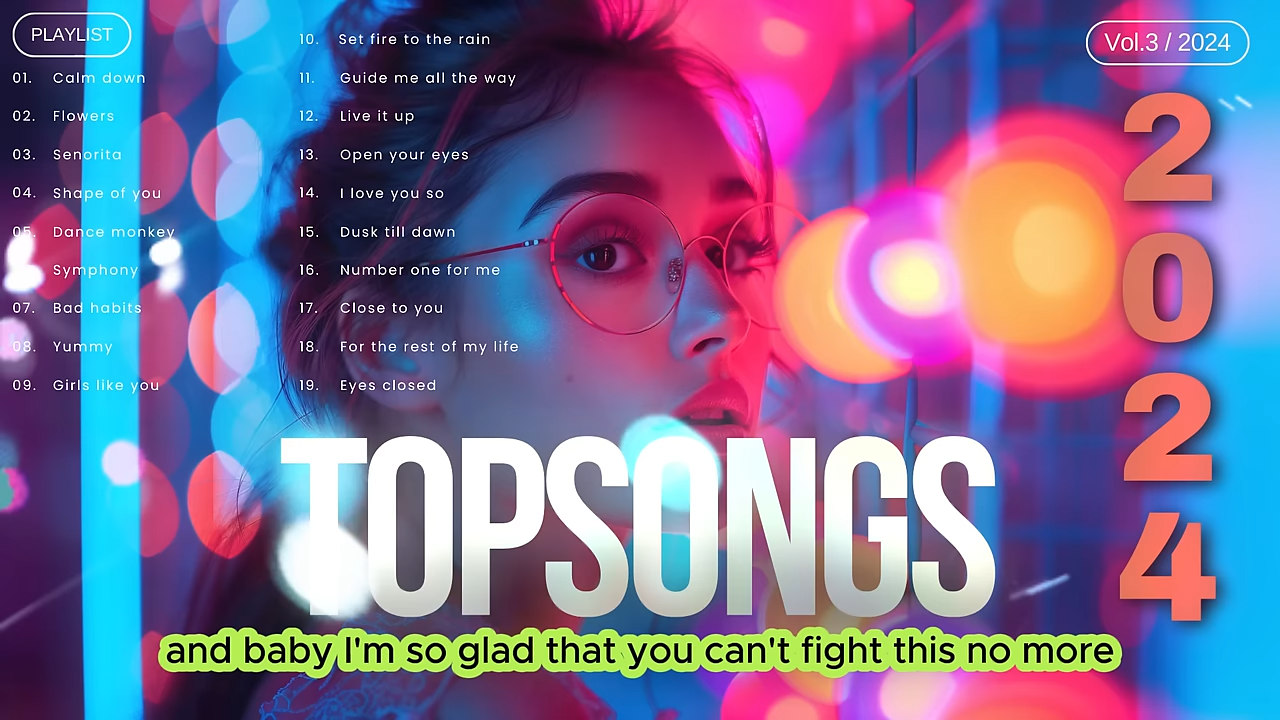 PLAYLIST
01. Calm down
02. Flowers
03. Senorita
04. Shape of you
05. Dance monkey
Symphony
07. Bad habits
08. Yummy
09. Girls like you
10. Set fire to the rain
11. Guide me all the way
12. Live it up
13. Open your eyes
14. I love you so
15. Dusk till dawn
16. Number one for me
17. Close to you
18. For the rest of my life
19. Eyes closed
Vol.3 / 2024
2024
TOPSONGS
and baby I'm so glad that you can't fight this no more